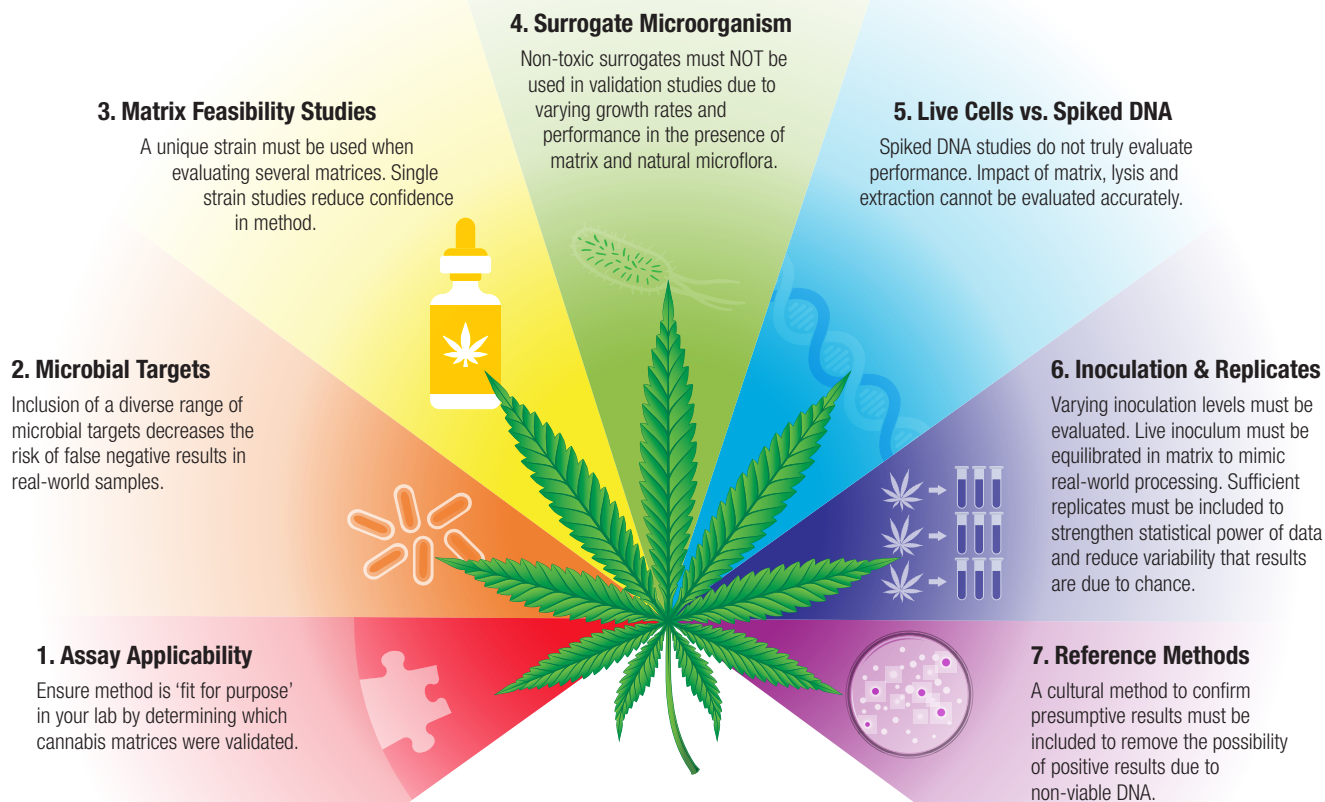 1. Assay Applicability
Ensure method is ‘fit for purpose’
in your lab by determining which
cannabis matrices were validated.
2. Microbial Targets
Inclusion of a diverse range of
microbial targets decreases the
risk of false negative results in
real-world samples.
3. Matrix Feasibility Studies
A unique strain must be used when
evaluating several matrices. Single
strain studies reduce confidence
in method.
4. Surrogate Microorganism
Non-toxic surrogates must NOT be
used in validation studies due to
varying growth rates and
performance in the presence of
matrix and natural microflora.
5. Live Cells vs. Spiked DNA
Spiked DNA studies do not truly evaluate
performance. Impact of matrix, lysis and
extraction cannot be evaluated accurately.
6. Inoculation & Replicates
Varying inoculation levels must be
evaluated. Live inoculum must be
equilibrated in matrix to mimic
real-world processing. Sufficient
replicates must be included to
strengthen statistical power of data
and reduce variability that results
are due to chance.
7. Reference Methods
A cultural method to confirm
presumptive results must be
included to remove the possibility
of positive results due to
non-viable DNA.